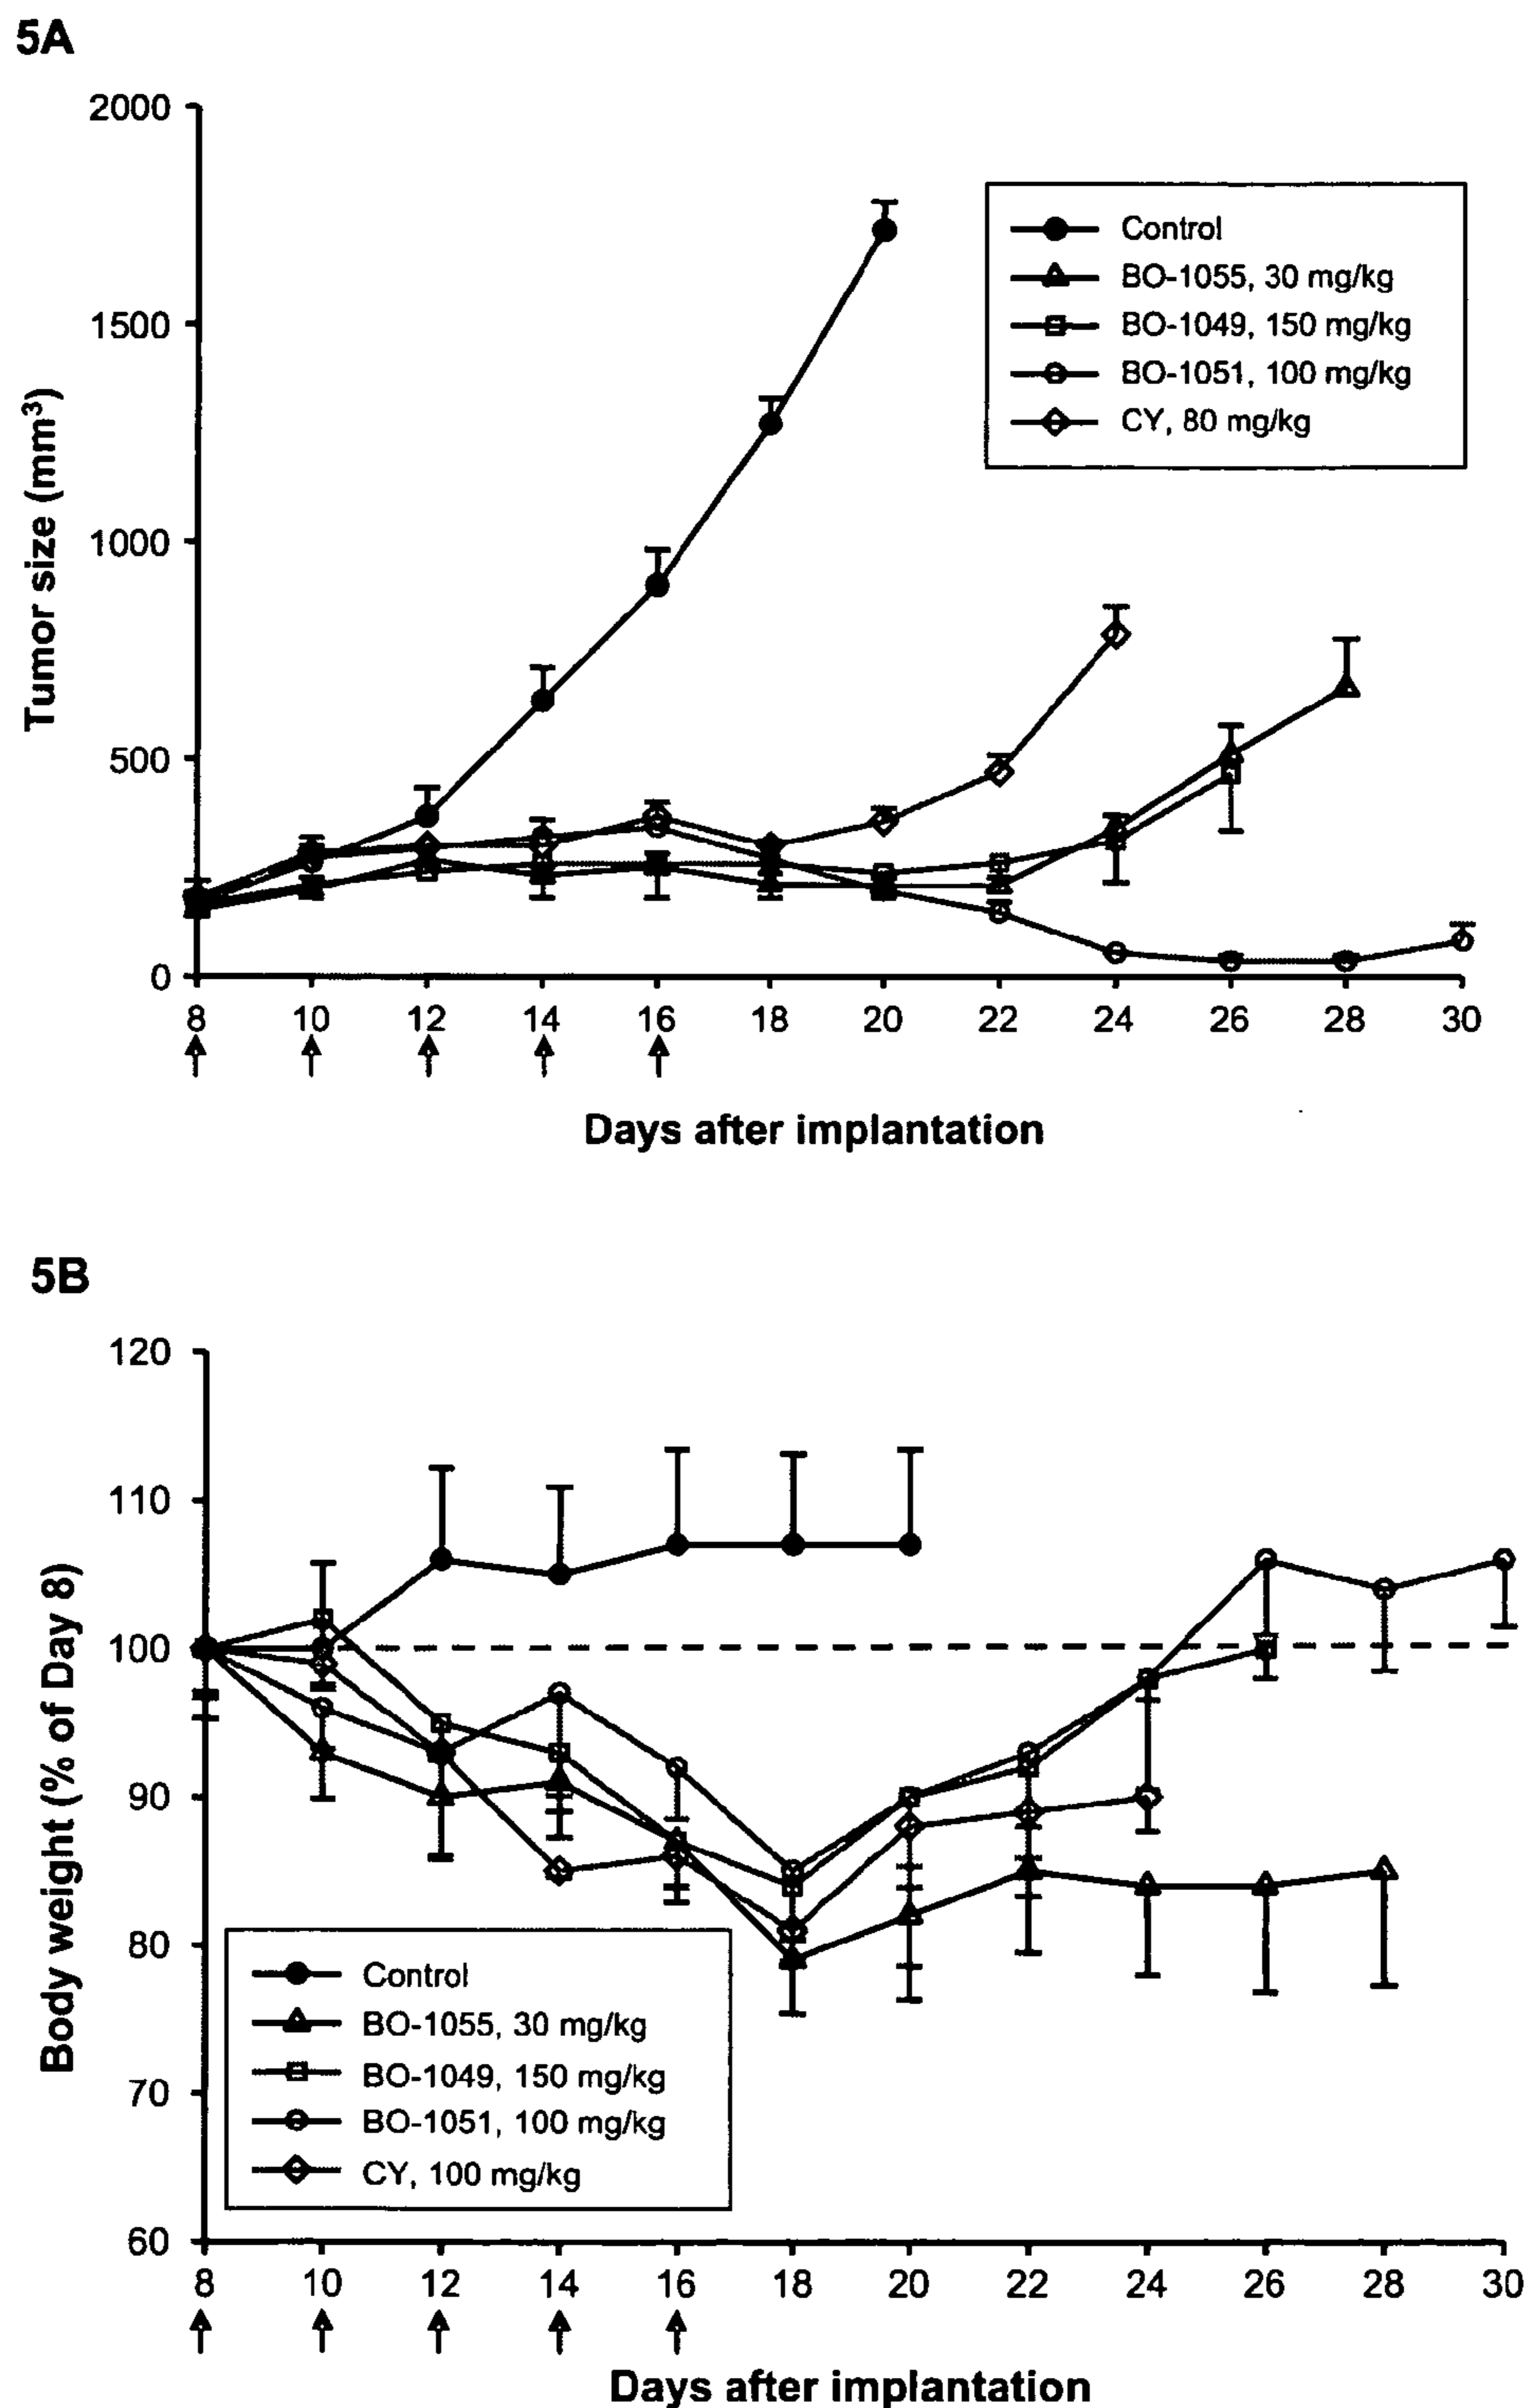 5A
2000
1500
1000
500
0
Tumor size (mm³)
Control
BO-1055, 30 mg/kg
BO-1049, 150 mg/kg
BO-1051, 100 mg/kg
CY, 80 mg/kg
8 10 12 14 16 18 20 22 24 26 28 30
Days after implantation
5B
120
110
100
90
80
70
60
Body weight (% of Day 8)
Control
BO-1055, 30 mg/kg
BO-1049, 150 mg/kg
BO-1051, 100 mg/kg
CY, 100 mg/kg
8 10 12 14 16 18 20 22 24 26 28 30
Days after implantation